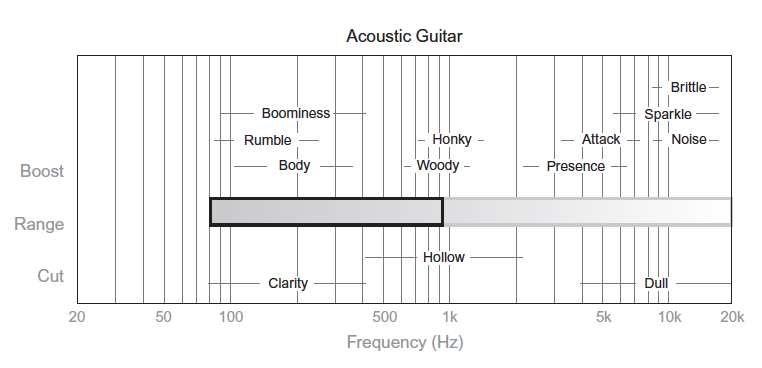 Acoustic Guitar
Brittle
Boominess Sparkle
Rumble Honky Attack Noise
Boost Body Woody Presence
Range
Hollow
Cut Clarity Dull
20 50 100 500 1k 5k 10k 20k
Frequency (Hz)